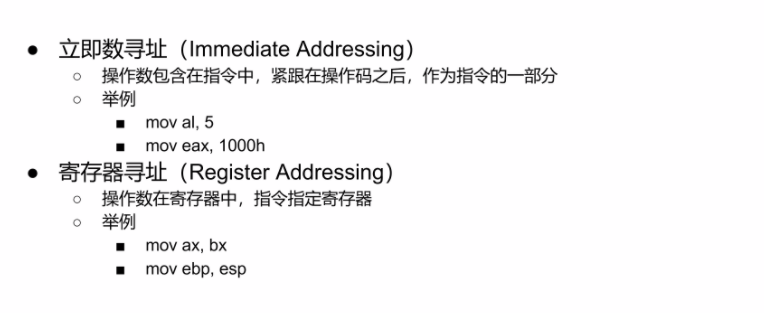 ● 立即数寻址（Immediate Addressing）
○ 操作数包含在指令中，紧跟在操作码之后，作为指令的一部分
○ 举例
■ mov al, 5
■ mov eax, 1000h
● 寄存器寻址（Register Addressing）
○ 操作数在寄存器中，指令指定寄存器
○ 举例
■ mov ax, bx
■ mov ebp, esp